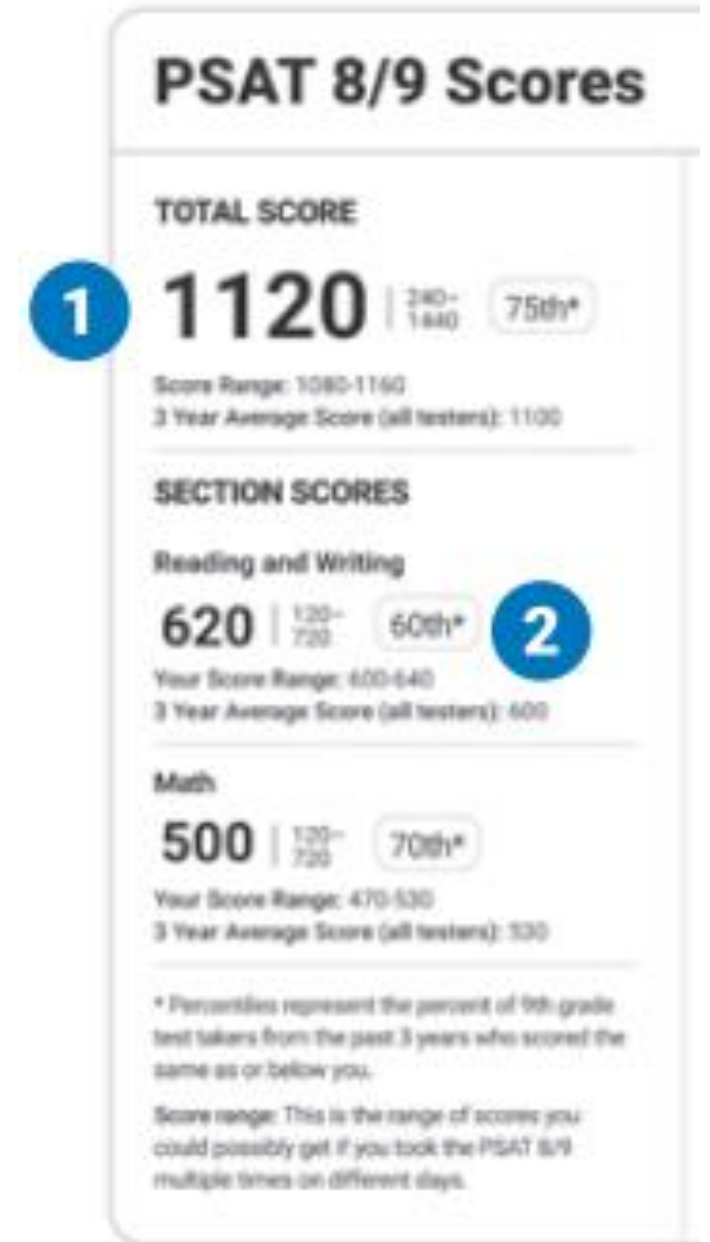 PSAT 8/9 Scores
TOTAL SCORE
1
1120
240–
1440
75th*
Score Range: 1080-1160
3 Year Average Score (all testers): 1100
SECTION SCORES
Reading and Writing
620
120–
720
60th*
2
Your Score Range: 600-640
3 Year Average Score (all testers): 600
Math
500
120–
720
70th*
Your Score Range: 470-530
3 Year Average Score (all testers): 530
* Percentiles represent the percent of 9th grade
test takers from the past 3 years who scored the
same as or below you.
Score range: This is the range of scores you
could possibly get if you took the PSAT 8/9
multiple times on different days.